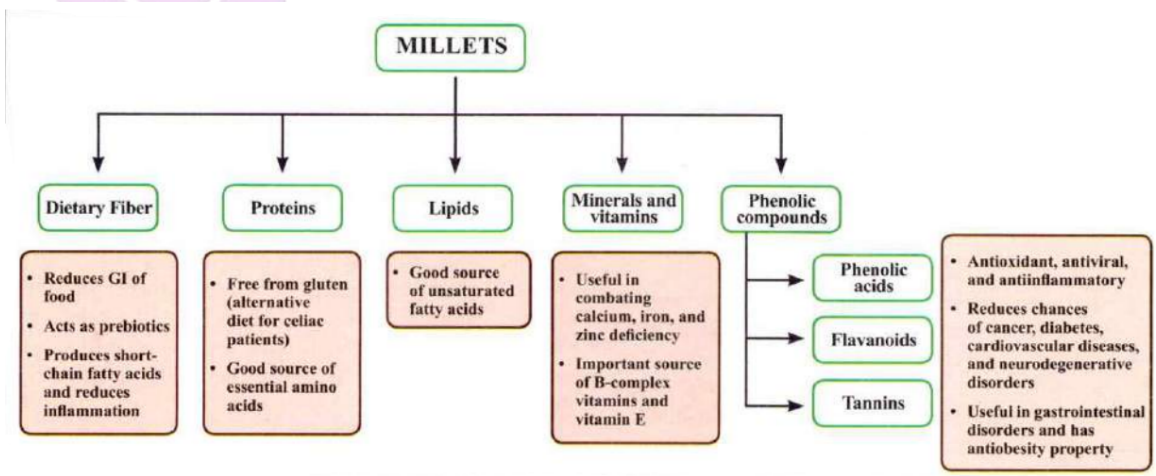 MILLETS
Dietary Fiber
• Reduces GI of
food
• Acts as prebiotics
• Produces short-
chain fatty acids
and reduces
inflammation
Proteins
• Free from gluten
(alternative
diet for celiac
patients)
• Good source of
essential amino
acids
Lipids
• Good source
of unsaturated
fatty acids
Minerals and
vitamins
• Useful in
combating
calcium, iron, and
zinc deficiency
• Important source
of B-complex
vitamins and
vitamin E
Phenolic
compounds
Phenolic
acids
Flavanoids
Tannins
• Antioxidant, antiviral,
and antiinflammatory
• Reduces chances
of cancer, diabetes,
cardiovascular diseases,
and neurodegenerative
disorders
• Useful in gastrointestinal
disorders and has
antiobesity property